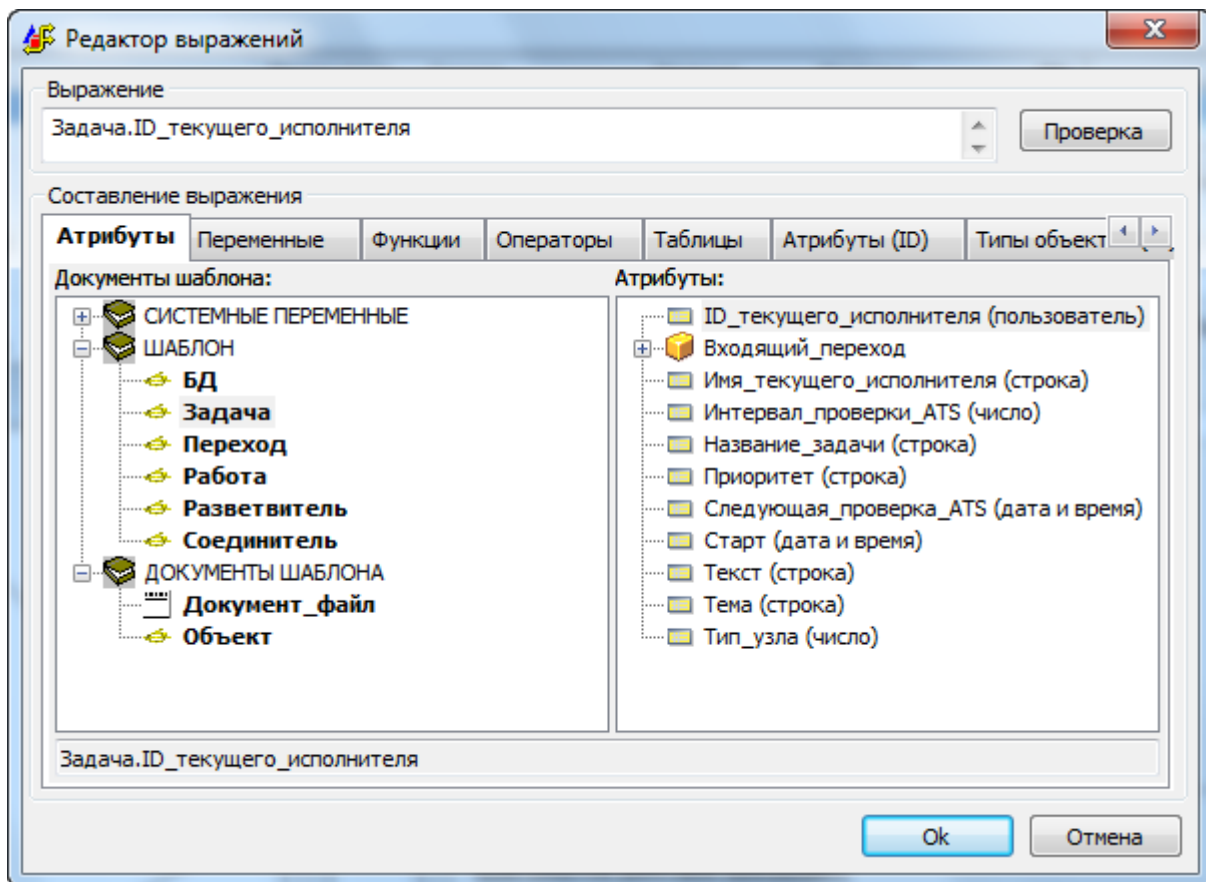 Редактор выражений
Выражение
Задача.ID_текущего_исполнителя
Проверка
Составление выражения
Атрибуты Переменные Функции Операторы Таблицы Атрибуты (ID) Типы объект
Документы шаблона: Атрибуты:
СИСТЕМНЫЕ ПЕРЕМЕННЫЕ
ШАБЛОН
БД
Задача
Переход
Работа
Разветвитель
Соединитель
ДОКУМЕНТЫ ШАБЛОНА
Документ_файл
Объект
ID_текущего_исполнителя (пользователь)
Входящий_переход
Имя_текущего_исполнителя (строка)
Интервал_проверки_ATS (число)
Название_задачи (строка)
Приоритет (строка)
Следующая_проверка_ATS (дата и время)
Старт (дата и время)
Текст (строка)
Тема (строка)
Тип_узла (число)
Задача.ID_текущего_исполнителя
Ok Отмена